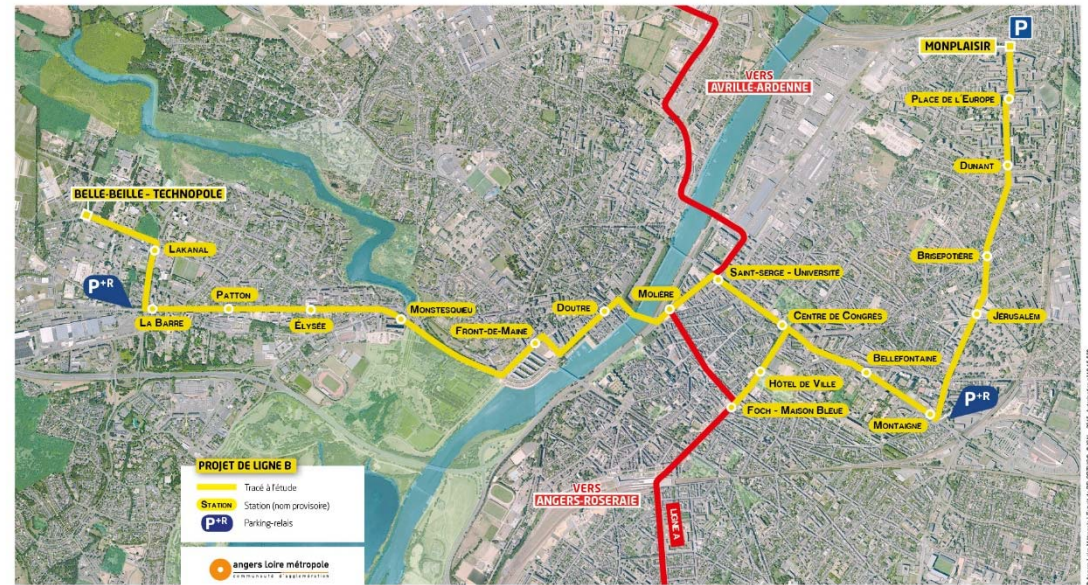 P
MONPLAISIR
VERS
AVRILLÉ-ARDENNE
PLACE DE L'EUROPE
DUNANT
BELLE-BEILLE - TECHNOPOLE
LAKANAL
BRISEPOTIÈRE
SAINT-SERGE - UNIVERSITÉ
P+R
PATTON
MONSTESQUIEU
DOUTRE
MOLIÈRE
LA BARRE
ELYSÉE
FRONT-DE-MAINE
CENTRE DE CONGRÈS
JÉRUSALEM
BELLEFONTAINE
HÔTEL DE VILLE
P+R
FOCH - MAISON BLEUE
MONTAIGNE
PROJET DE LIGNE B
Tracé à l'étude
STATION Station (nom provisoire)
P+R Parking-relais
VERS
ANGERS-ROSERAIE
LIGNE A
angers loire métropole
communauté d'agglomération